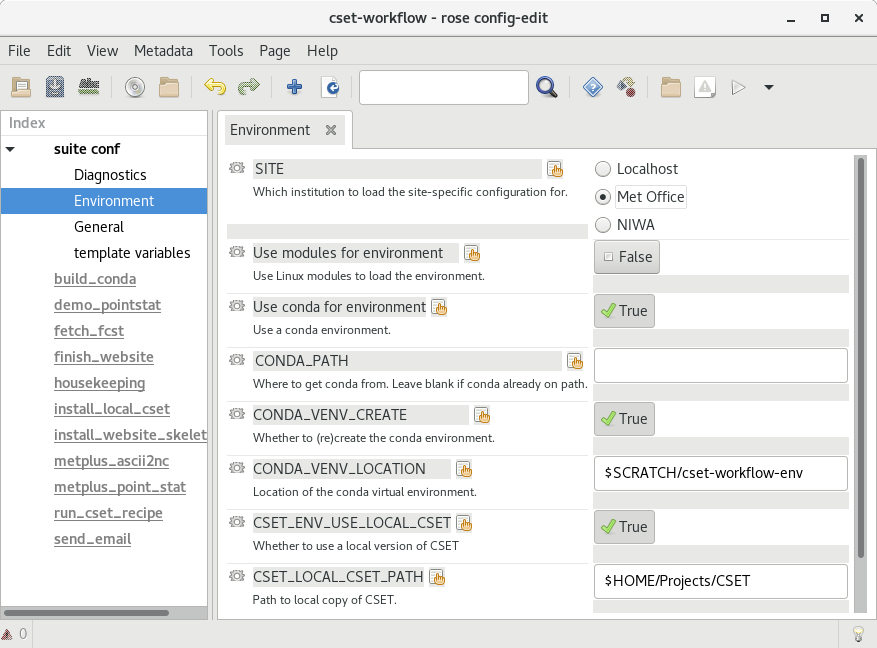 cset-workflow - rose config-edit
File Edit View Metadata Tools Page Help
Index
suite conf
Diagnostics
Environment
General
template variables
build_conda
demo_pointstat
fetch_fcst
finish_website
housekeeping
install_local_cset
install_website_skelet
metplus_ascii2nc
metplus_point_stat
run_cset_recipe
send_email
Environment
SITE
Which institution to load the site-specific configuration for.
Localhost
Met Office
NIWA
Use modules for environment
Use Linux modules to load the environment.
False
Use conda for environment
Use a conda environment.
True
CONDA_PATH
Where to get conda from. Leave blank if conda already on path.
CONDA_VENV_CREATE
Whether to (re)create the conda environment.
True
CONDA_VENV_LOCATION
Location of the conda virtual environment.
$SCRATCH/cset-workflow-env
CSET_ENV_USE_LOCAL_CSET
Whether to use a local version of CSET
True
CSET_LOCAL_CSET_PATH
Path to local copy of CSET.
$HOME/Projects/CSET
0